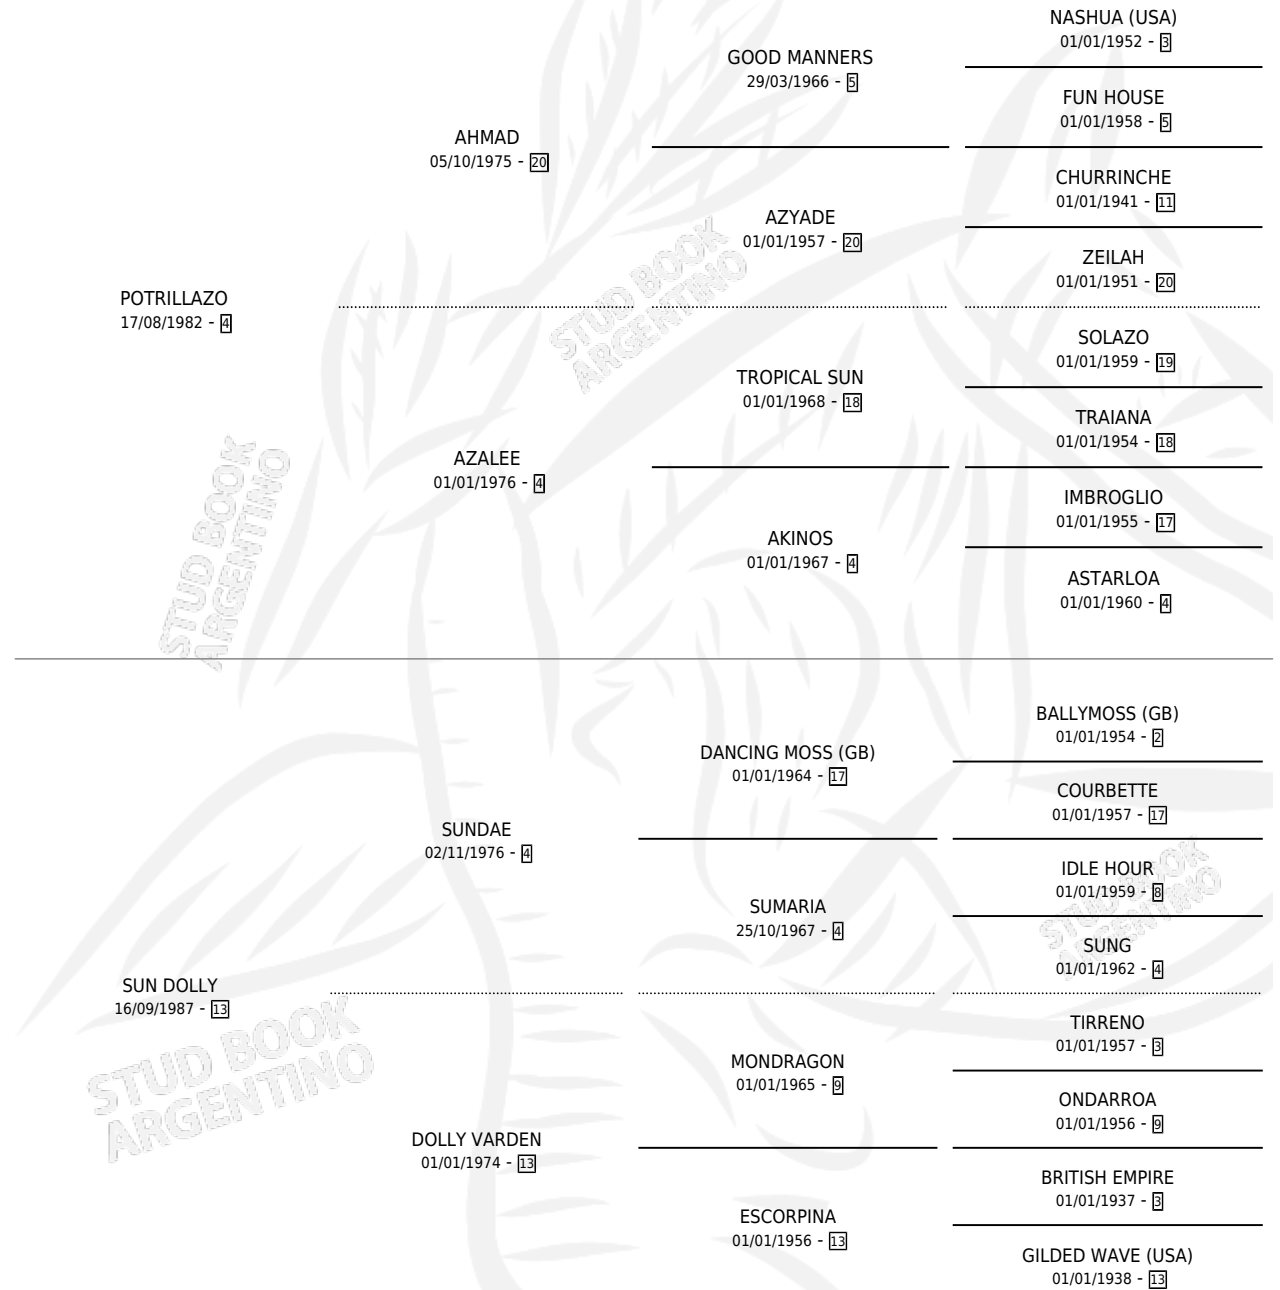 NASHUA (USA)
01/01/1952 - 3
GOOD MANNERS
29/03/1966 - 5
FUN HOUSE
01/01/1958 - 5
AHMAD
05/10/1975 - 20
CHURRINCHE
01/01/1941 - 11
AZYADE
01/01/1957 - 20
ZEILAH
01/01/1951 - 20
POTRILLAZO
17/08/1982 - 4
STUD BOOK
ARGENTINO
SOLAZO
01/01/1959 - 19
TROPICAL SUN
01/01/1968 - 18
TRAIANA
01/01/1954 - 18
AZALEE
01/01/1976 - 4
IMBROGLIO
01/01/1955 - 17
AKINOS
01/01/1967 - 4
ASTARLOA
01/01/1960 - 4
STUD BOOK
ARGENTINO
BALLYMOSS (GB)
01/01/1954 - 2
DANCING MOSS (GB)
01/01/1964 - 17
COURBETTE
01/01/1957 - 17
SUNDAE
02/11/1976 - 4
IDLE HOUR
01/01/1959 - 8
SUMARIA
25/10/1967 - 4
SUNG
01/01/1962 - 4
STUD BOOK
ARGENTINO
SUN DOLLY
16/09/1987 - 13
TIRRENO
01/01/1957 - 3
MONDRAGON
01/01/1965 - 9
ONDARROA
01/01/1956 - 9
STUD BOOK
ARGENTINO
DOLLY VARDEN
01/01/1974 - 13
BRITISH EMPIRE
01/01/1937 - 3
ESCORPINA
01/01/1956 - 13
GILDED WAVE (USA)
01/01/1938 - 13